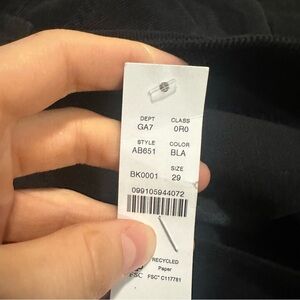 DEPT CLASS
GA7 0R0
STYLE COLOR
AB651 BLA
SIZE
BK0001 29
099105944072
RECYCLED
Paper
FSC FSC® C117781